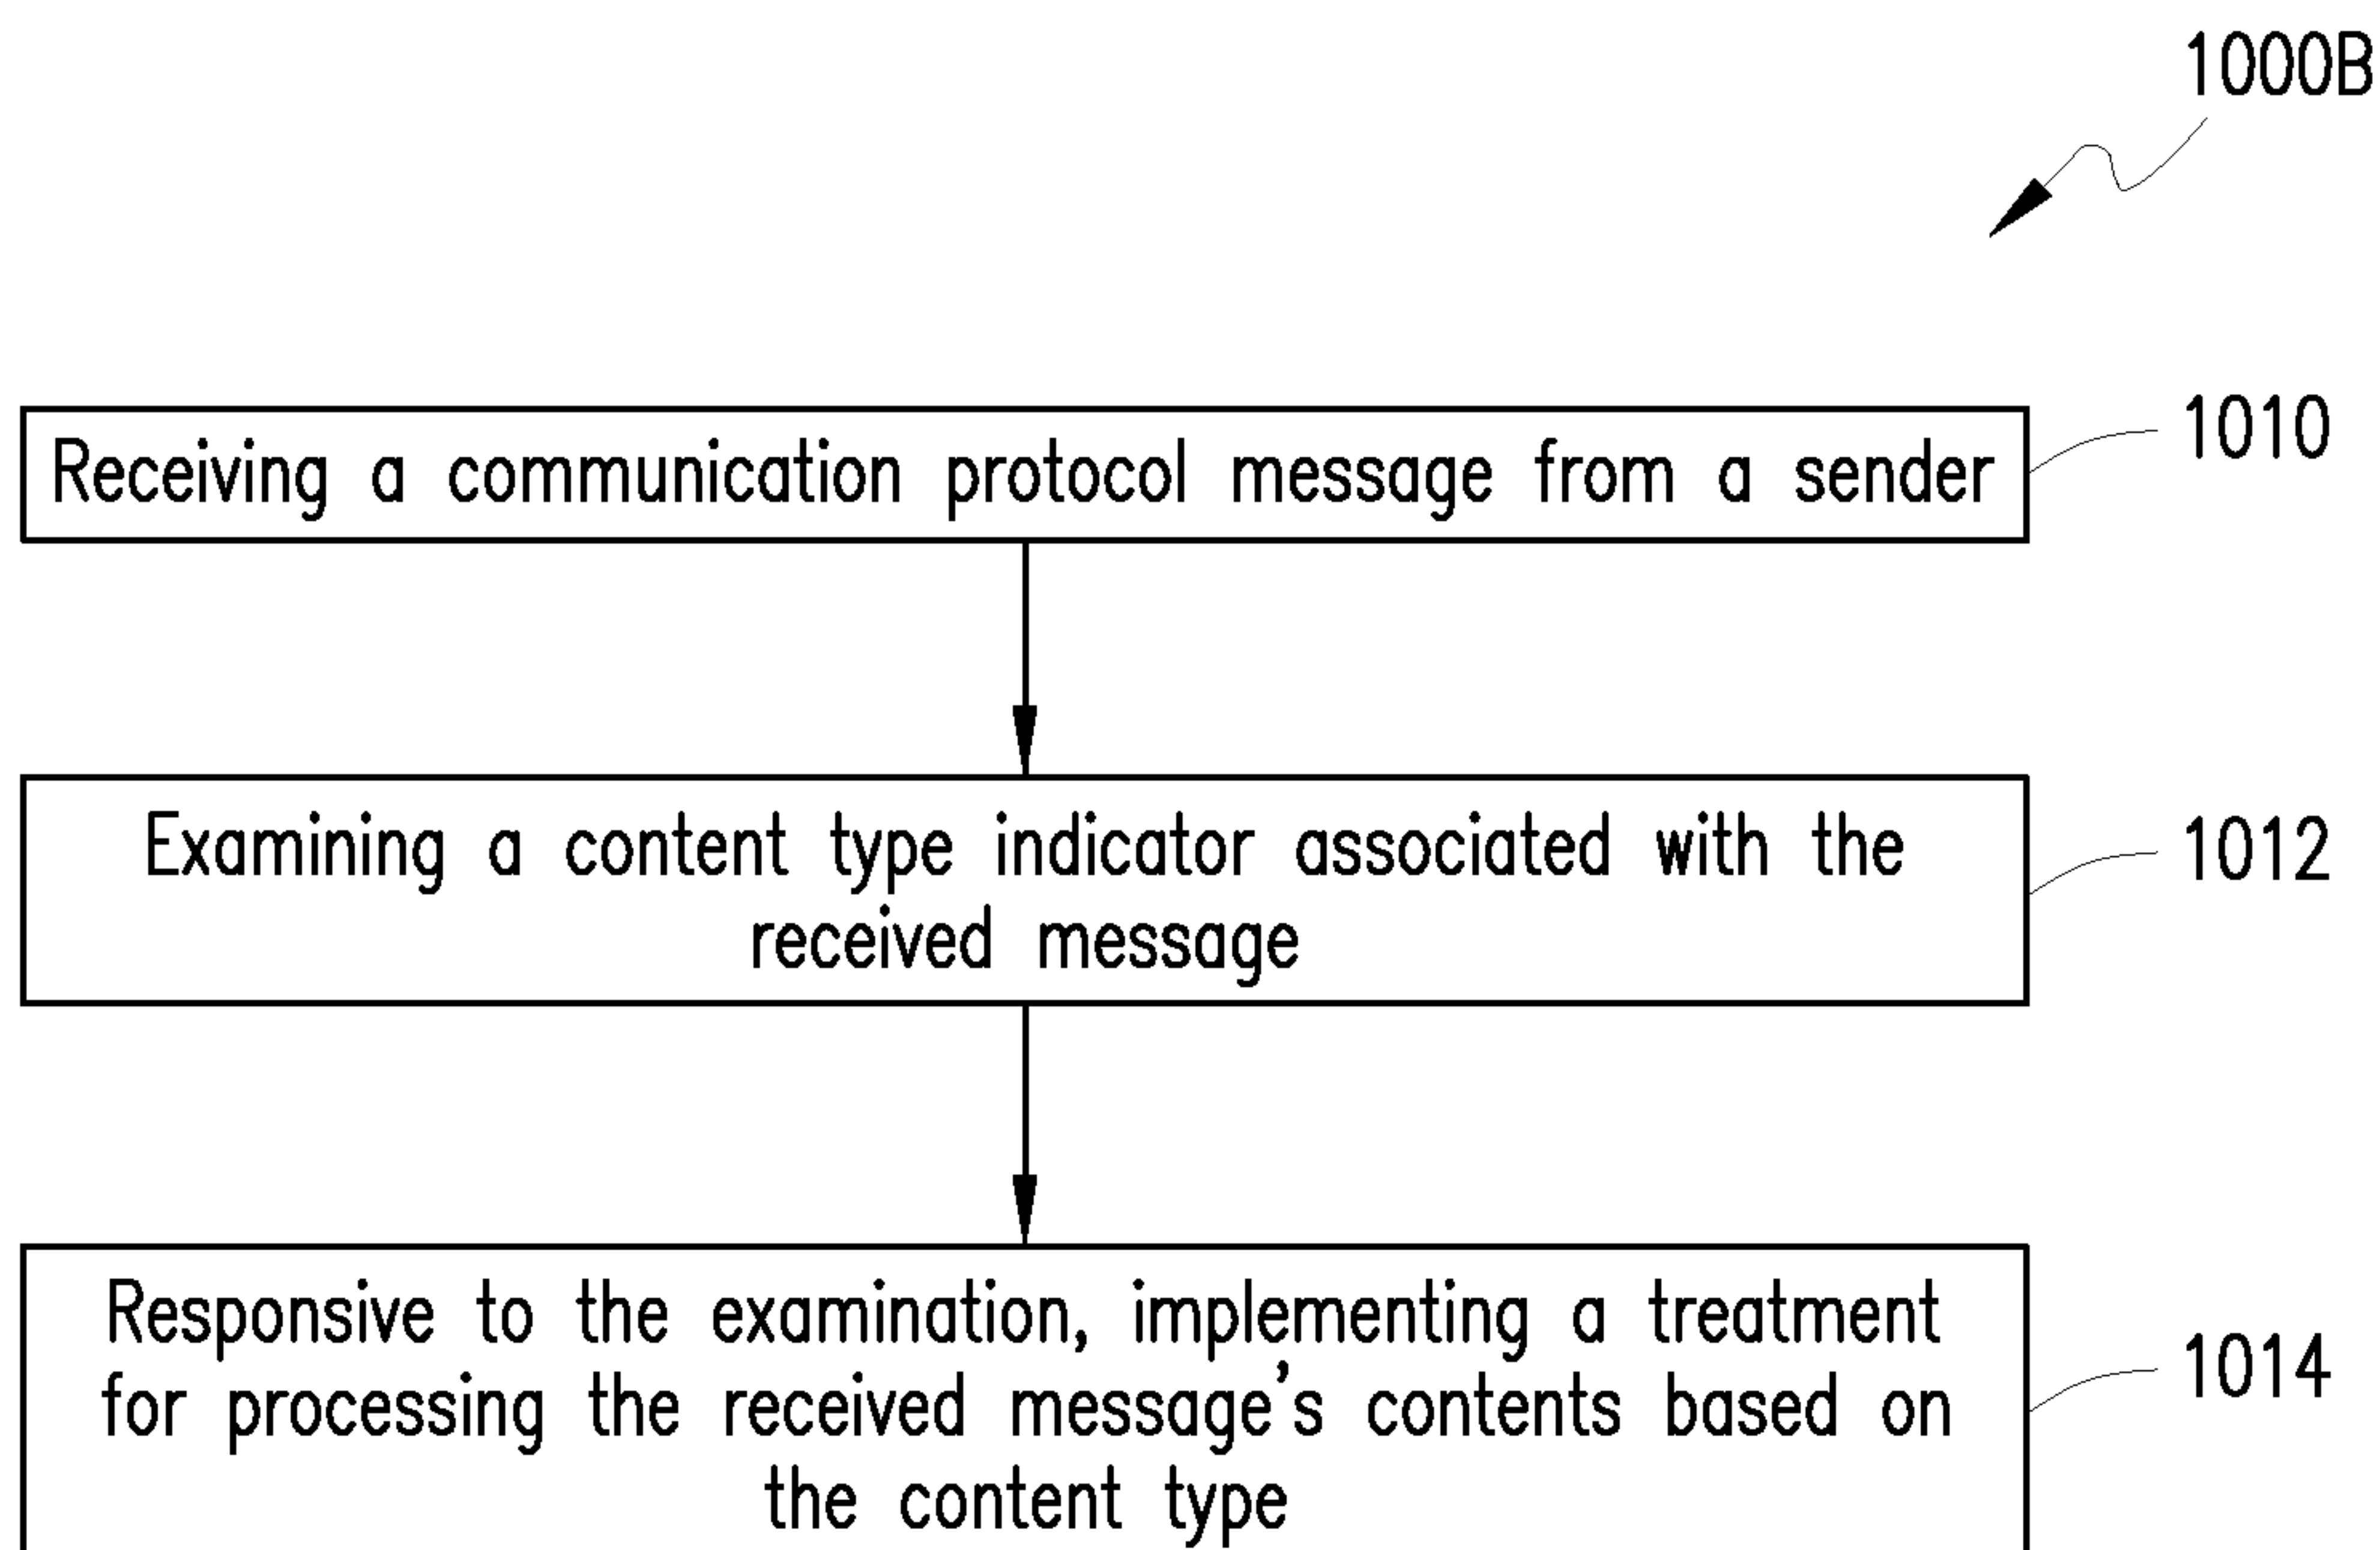 1000B
Receiving a communication protocol message from a sender
1010
Examining a content type indicator associated with the
received message
1012
Responsive to the examination, implementing a treatment
for processing the received message's contents based on
the content type
1014